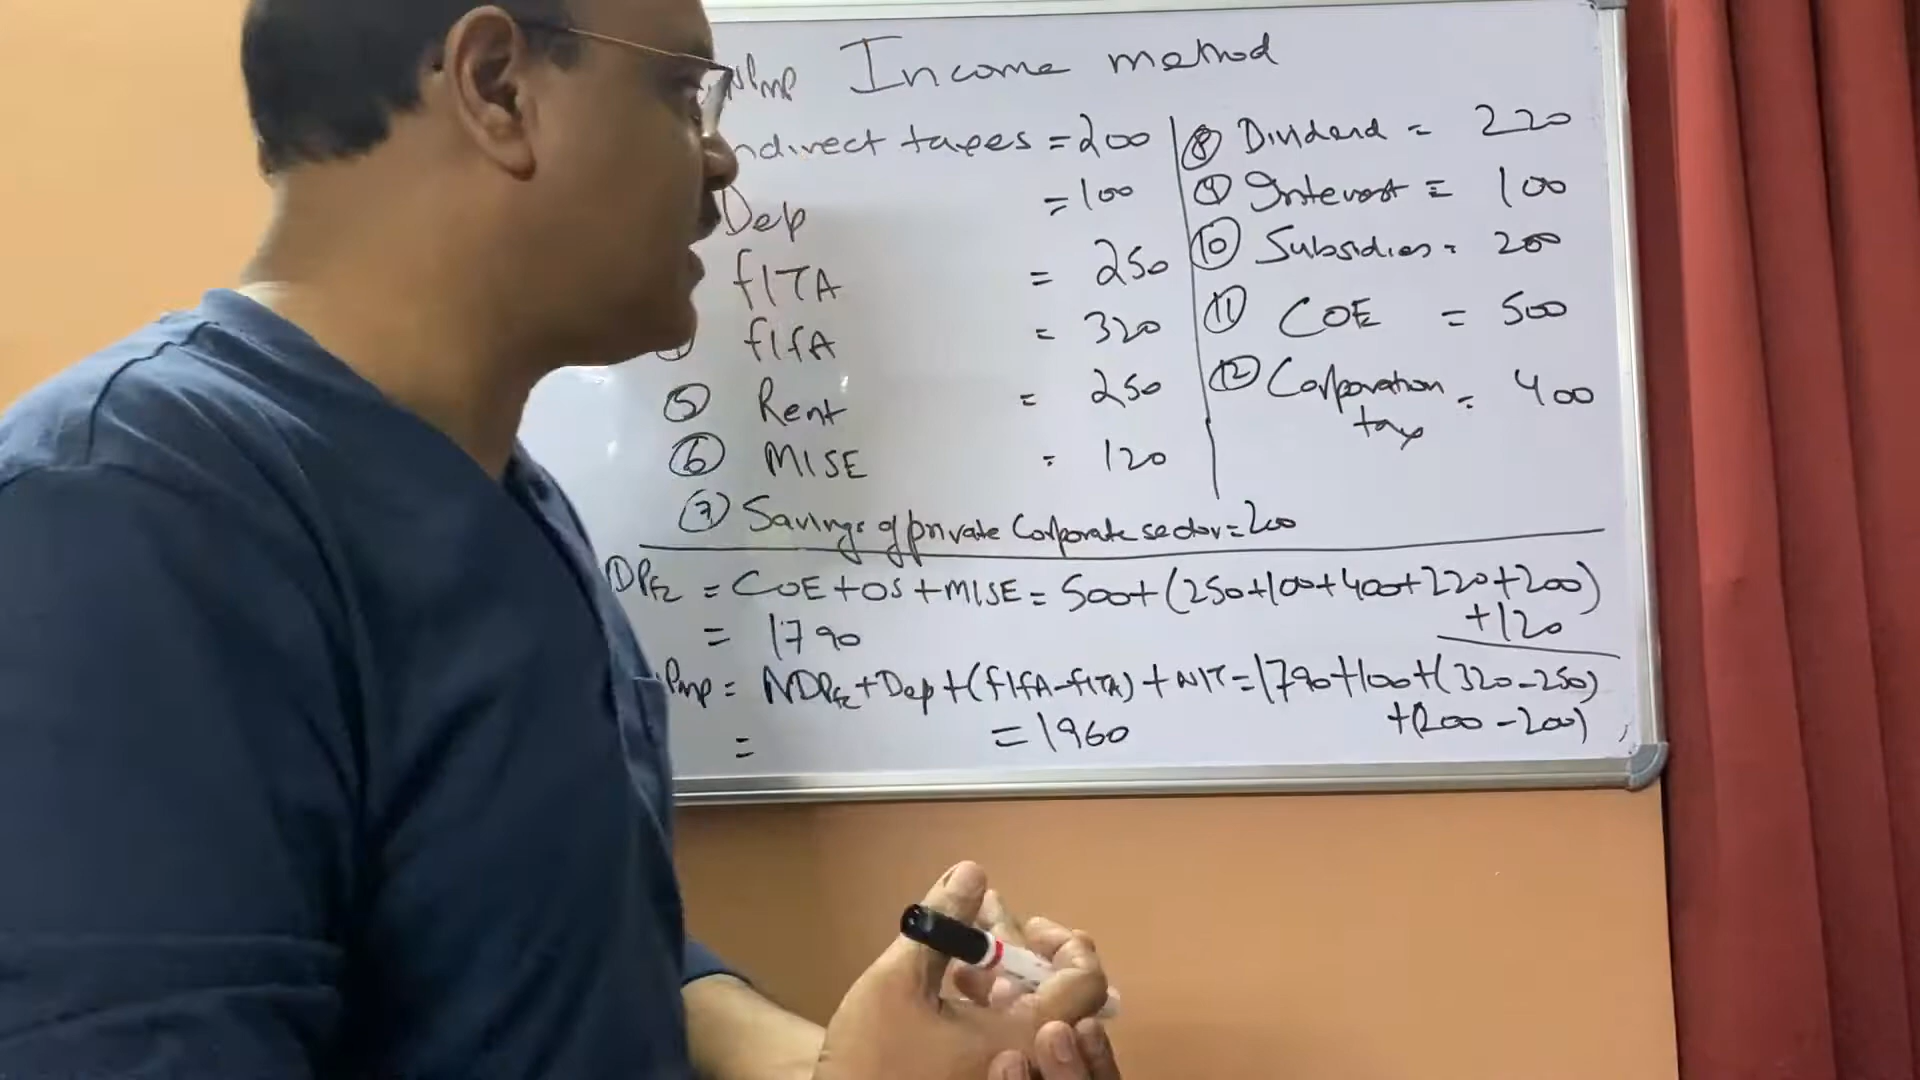 Income method
ndirect taxes = 200
Dep = 100
fITA = 250
fIfA = 320
⑤ Rent = 250
⑥ MISE = 120
⑦ Savings of private Corporate sector = 200
⑧ Dividend = 220
⑨ Interest = 100
⑩ Subsidies = 200
⑪ COE = 500
⑫ Corporation tax = 400
DPfc = COE + OS + MISE = 500 + (250+100+400+220+200)
+120
= 1790
Pmp = NDPfc + Dep + (fIfA - fITA) + NIT = 1790 + 100 + (320 - 250)
+ (200 - 200)
= = 1960